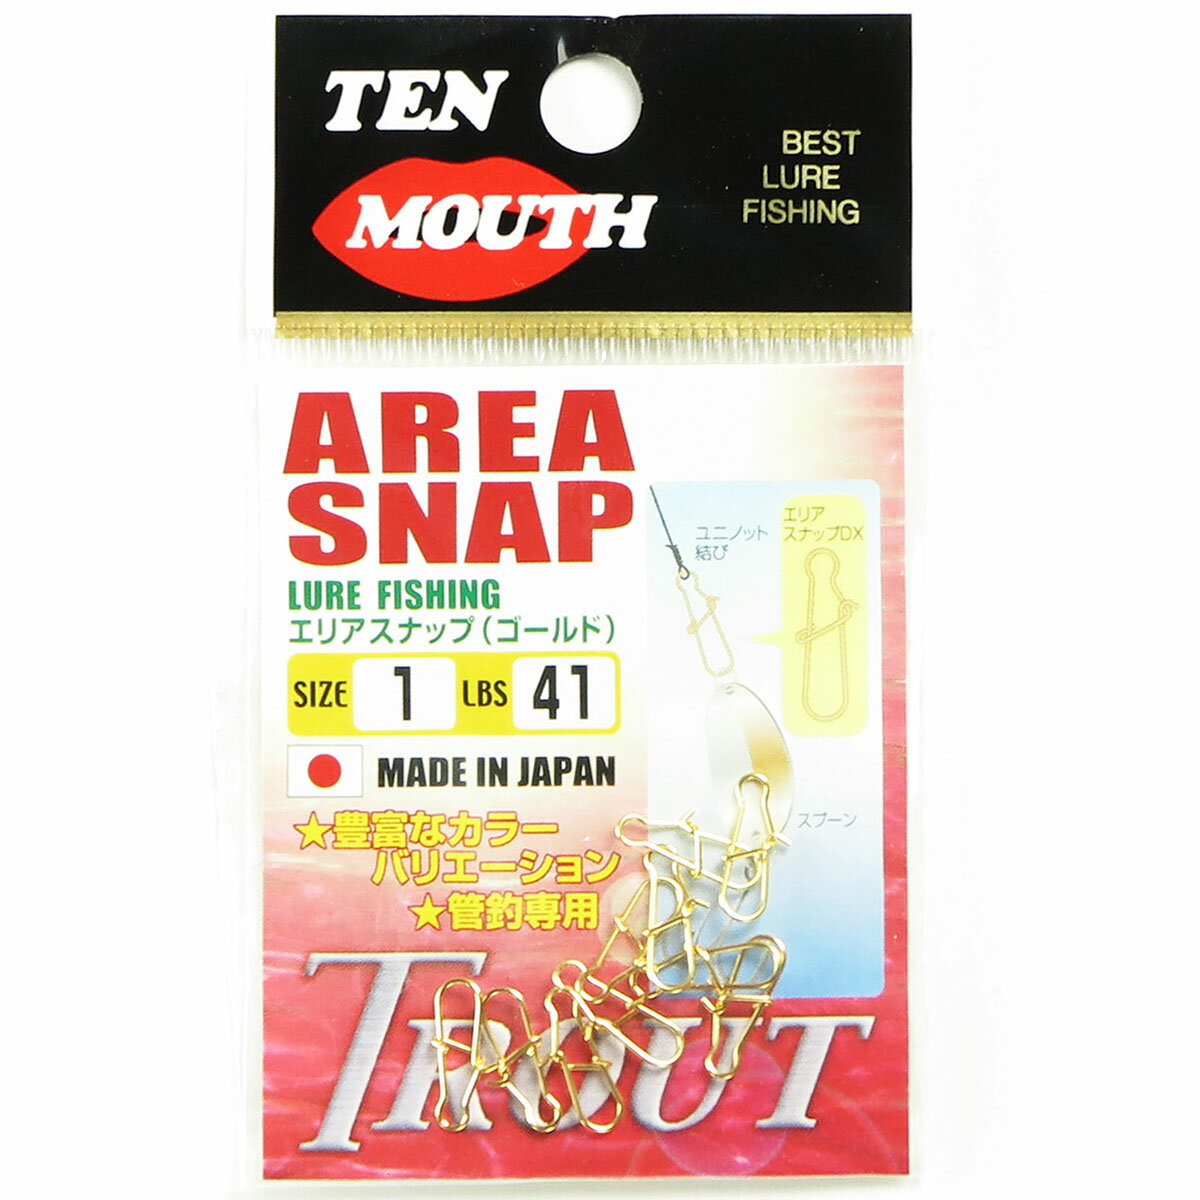 TEN
MOUTH
BEST
LURE
FISHING
AREA
SNAP
LURE FISHING
エリアスナップ(ゴールド)
SIZE 1 LBS 41
MADE IN JAPAN
★豊富なカラー
バリエーション
★管釣専用
ユニノット
結び
エリア
スナップDX
スプーン
TROUT